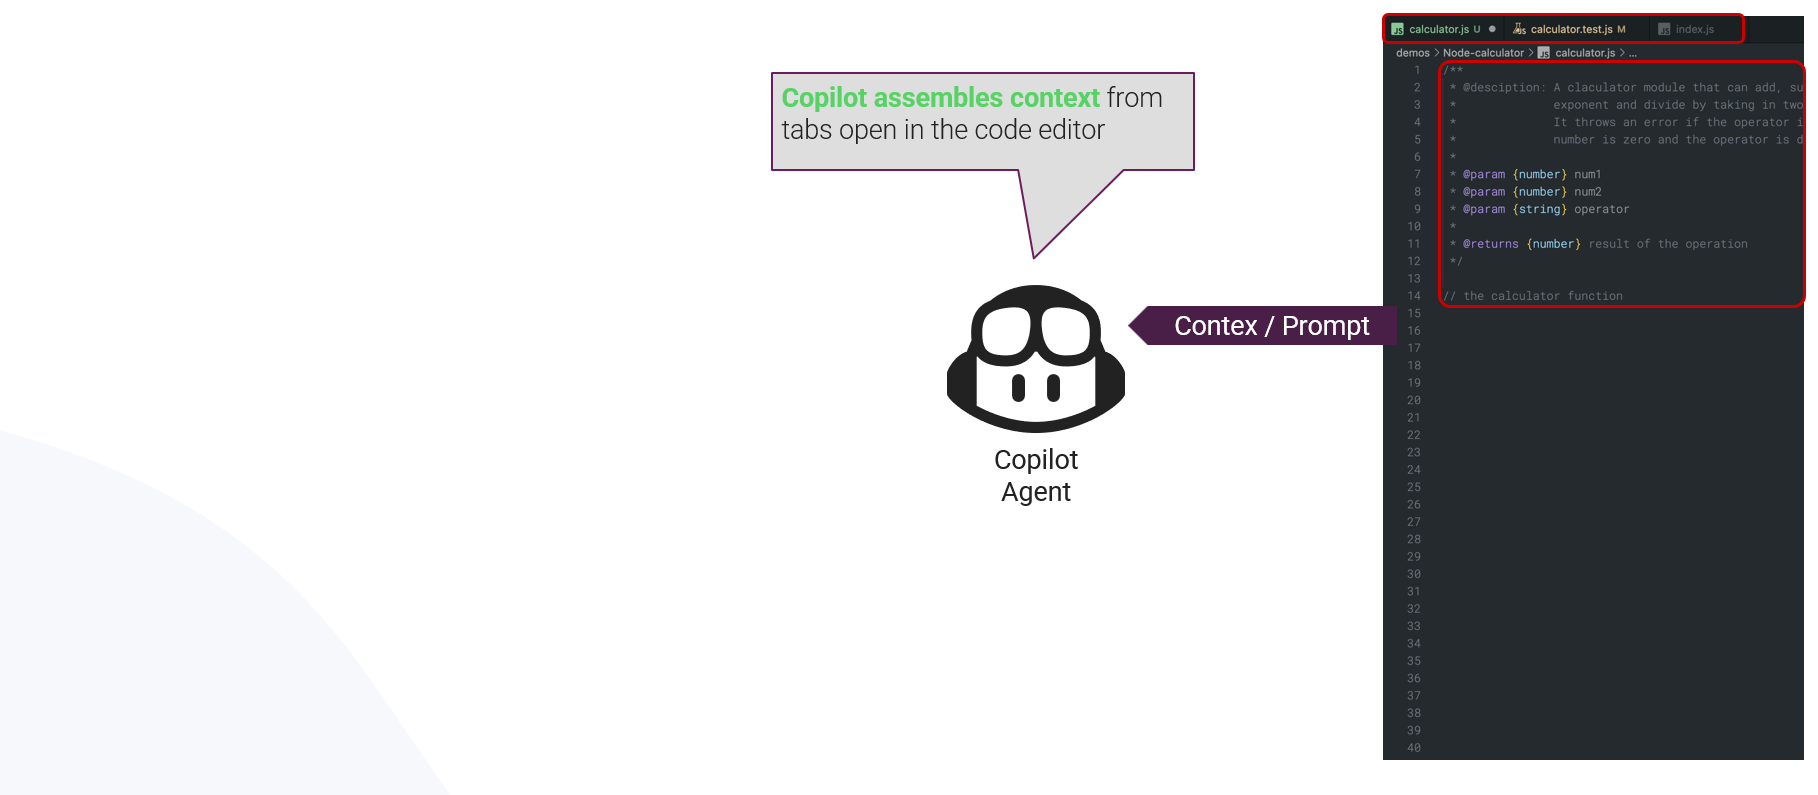 Copilot assembles context from
tabs open in the code editor
Contex / Prompt
Copilot
Agent
calculator.js U ● calculator.test.js M index.js
demos > Node-calculator > calculator.js > ...
1 /**
2 * @desciption: A claculator module that can add, su
3 * exponent and divide by taking in two
4 * It throws an error if the operator i
5 * number is zero and the operator is d
6 *
7 * @param {number} num1
8 * @param {number} num2
9 * @param {string} operator
10 *
11 * @returns {number} result of the operation
12 */
13
14 // the calculator function
15
16
17
18
19
20
21
22
23
24
25
26
27
28
29
30
31
32
33
34
35
36
37
38
39
40